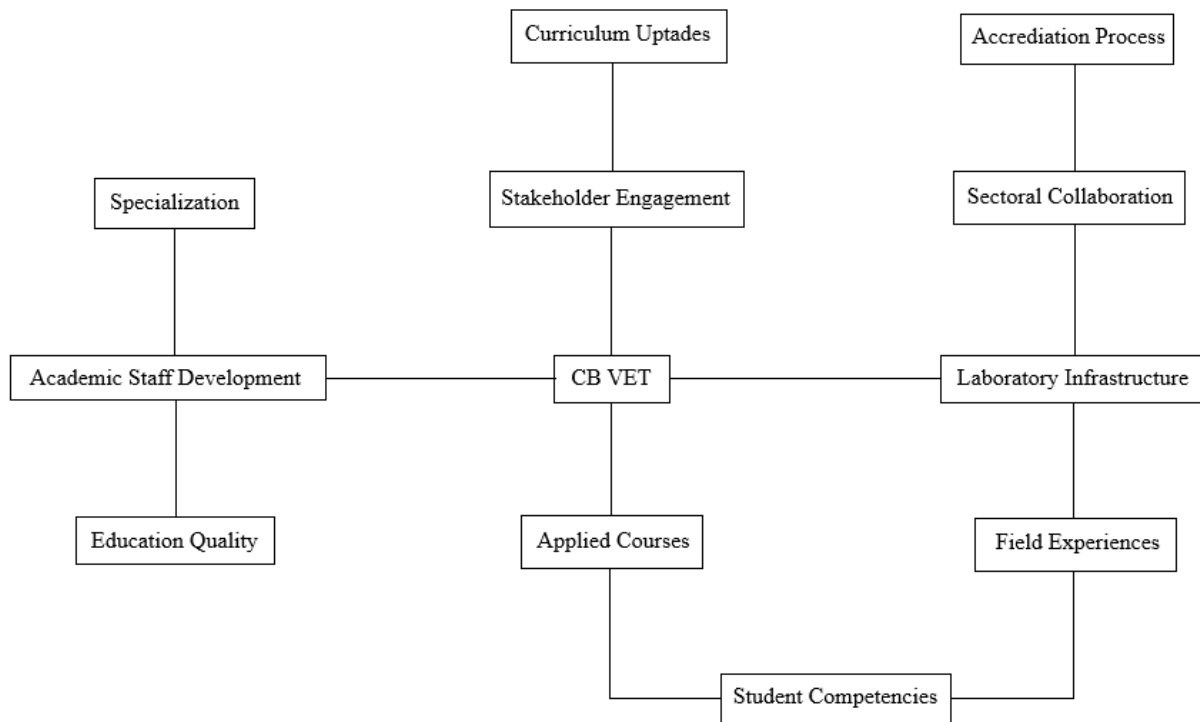 Curriculum Uptades
Accrediation Process
Specialization
Stakeholder Engagement
Sectoral Collaboration
Academic Staff Development
CB VET
Laboratory Infrastructure
Education Quality
Applied Courses
Field Experiences
Student Competencies